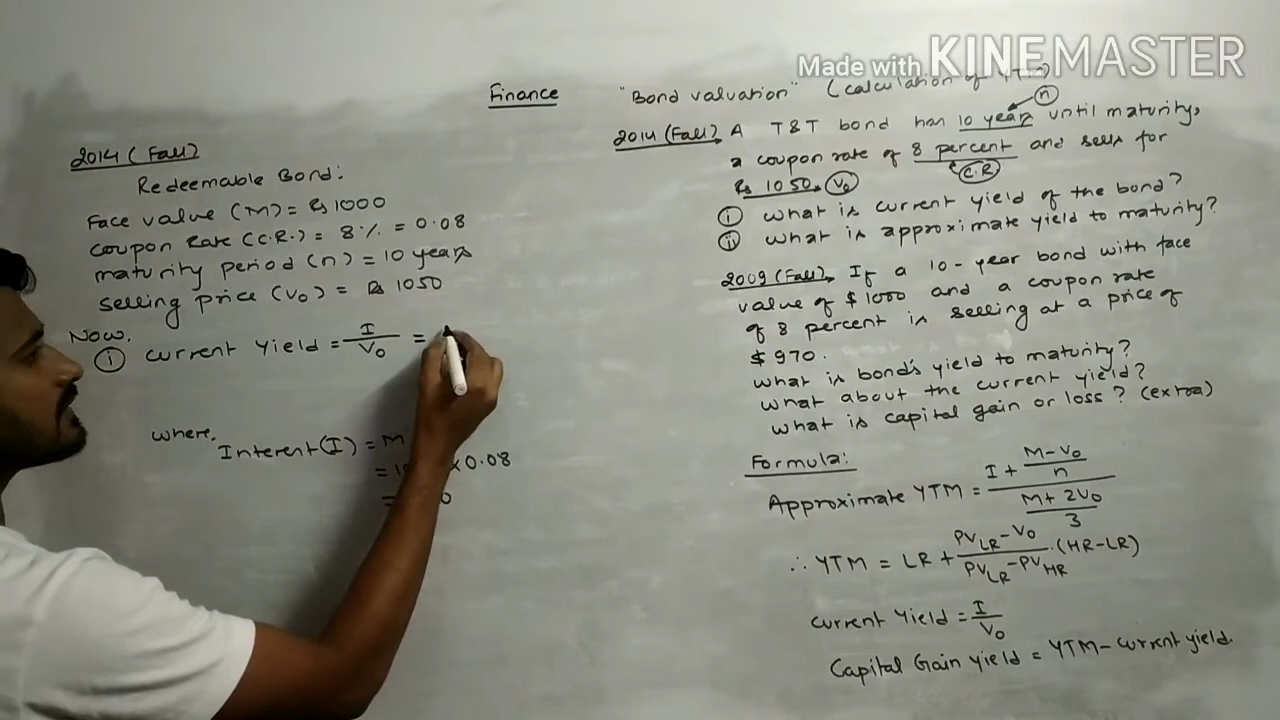 Made with KINEMASTER
Finance
"Bond valuation" (calculation of YTM)
2014 (Fall)
Redeemable Bond:
Face value (M) = Rs 1000
coupon Rate (C.R.) = 8% = 0.08
maturity period (n) = 10 years
selling price (V0) = Rs 1050
Now,
(i) current Yield = I/V0 =
where,
Interest (I) = M
= 10 × 0.08
= 0
2014 (Fall) A T&T bond has 10 years until maturity, (n)
a coupon rate of 8 percent and sells for
(C.R)
Rs 1050. (V0)
(i) what is current yield of the bond?
(ii) what is approximate yield to maturity?
2009 (Fall) If a 10-year bond with face
value of $1000 and a coupon rate
of 8 percent is selling at a price of
$970.
what is bond's yield to maturity?
what about the current yield?
what is capital gain or loss? (extra)
Formula:
Approximate YTM = (I + (M-V0)/n) / ((M+2V0)/3)
∴ YTM = LR + (PVLR-V0)/(PVLR-PVHR) · (HR-LR)
current Yield = I/V0
Capital Gain yield = YTM-current yield.